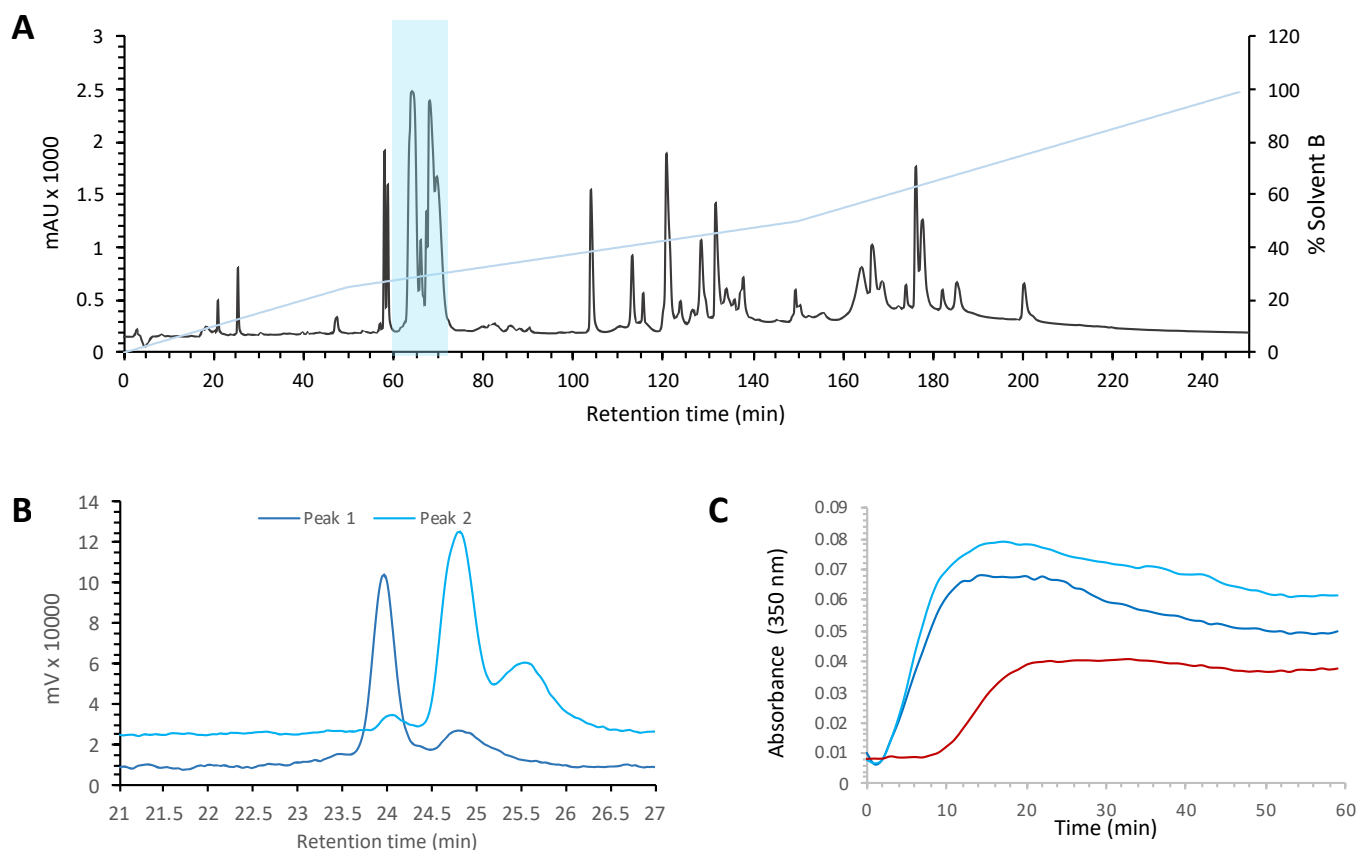 A
mAU x 1000
3
2.5
2
1.5
1
0.5
0
120
100
80
60
40
20
0
% Solvent B
0 20 40 60 80 100 120 140 160 180 200 220 240
Retention time (min)
B
mV x 10000
14
12
10
8
6
4
2
0
Peak 1 Peak 2
21 21.5 22 22.5 23 23.5 24 24.5 25 25.5 26 26.5 27
Retention time (min)
C
Absorbance (350 nm)
0.09
0.08
0.07
0.06
0.05
0.04
0.03
0.02
0.01
0
0 10 20 30 40 50 60
Time (min)